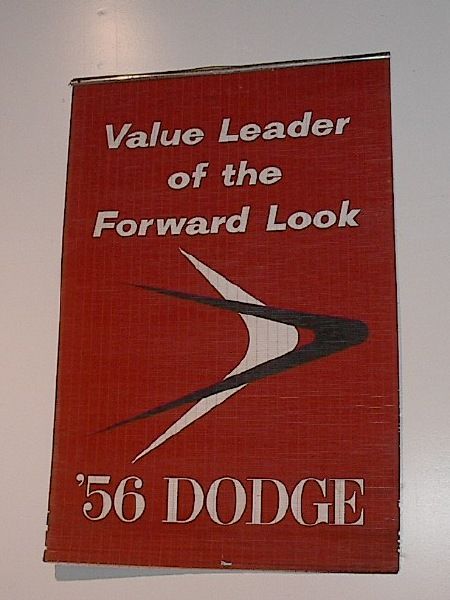 Value Leader
of the
Forward Look
'56 DODGE